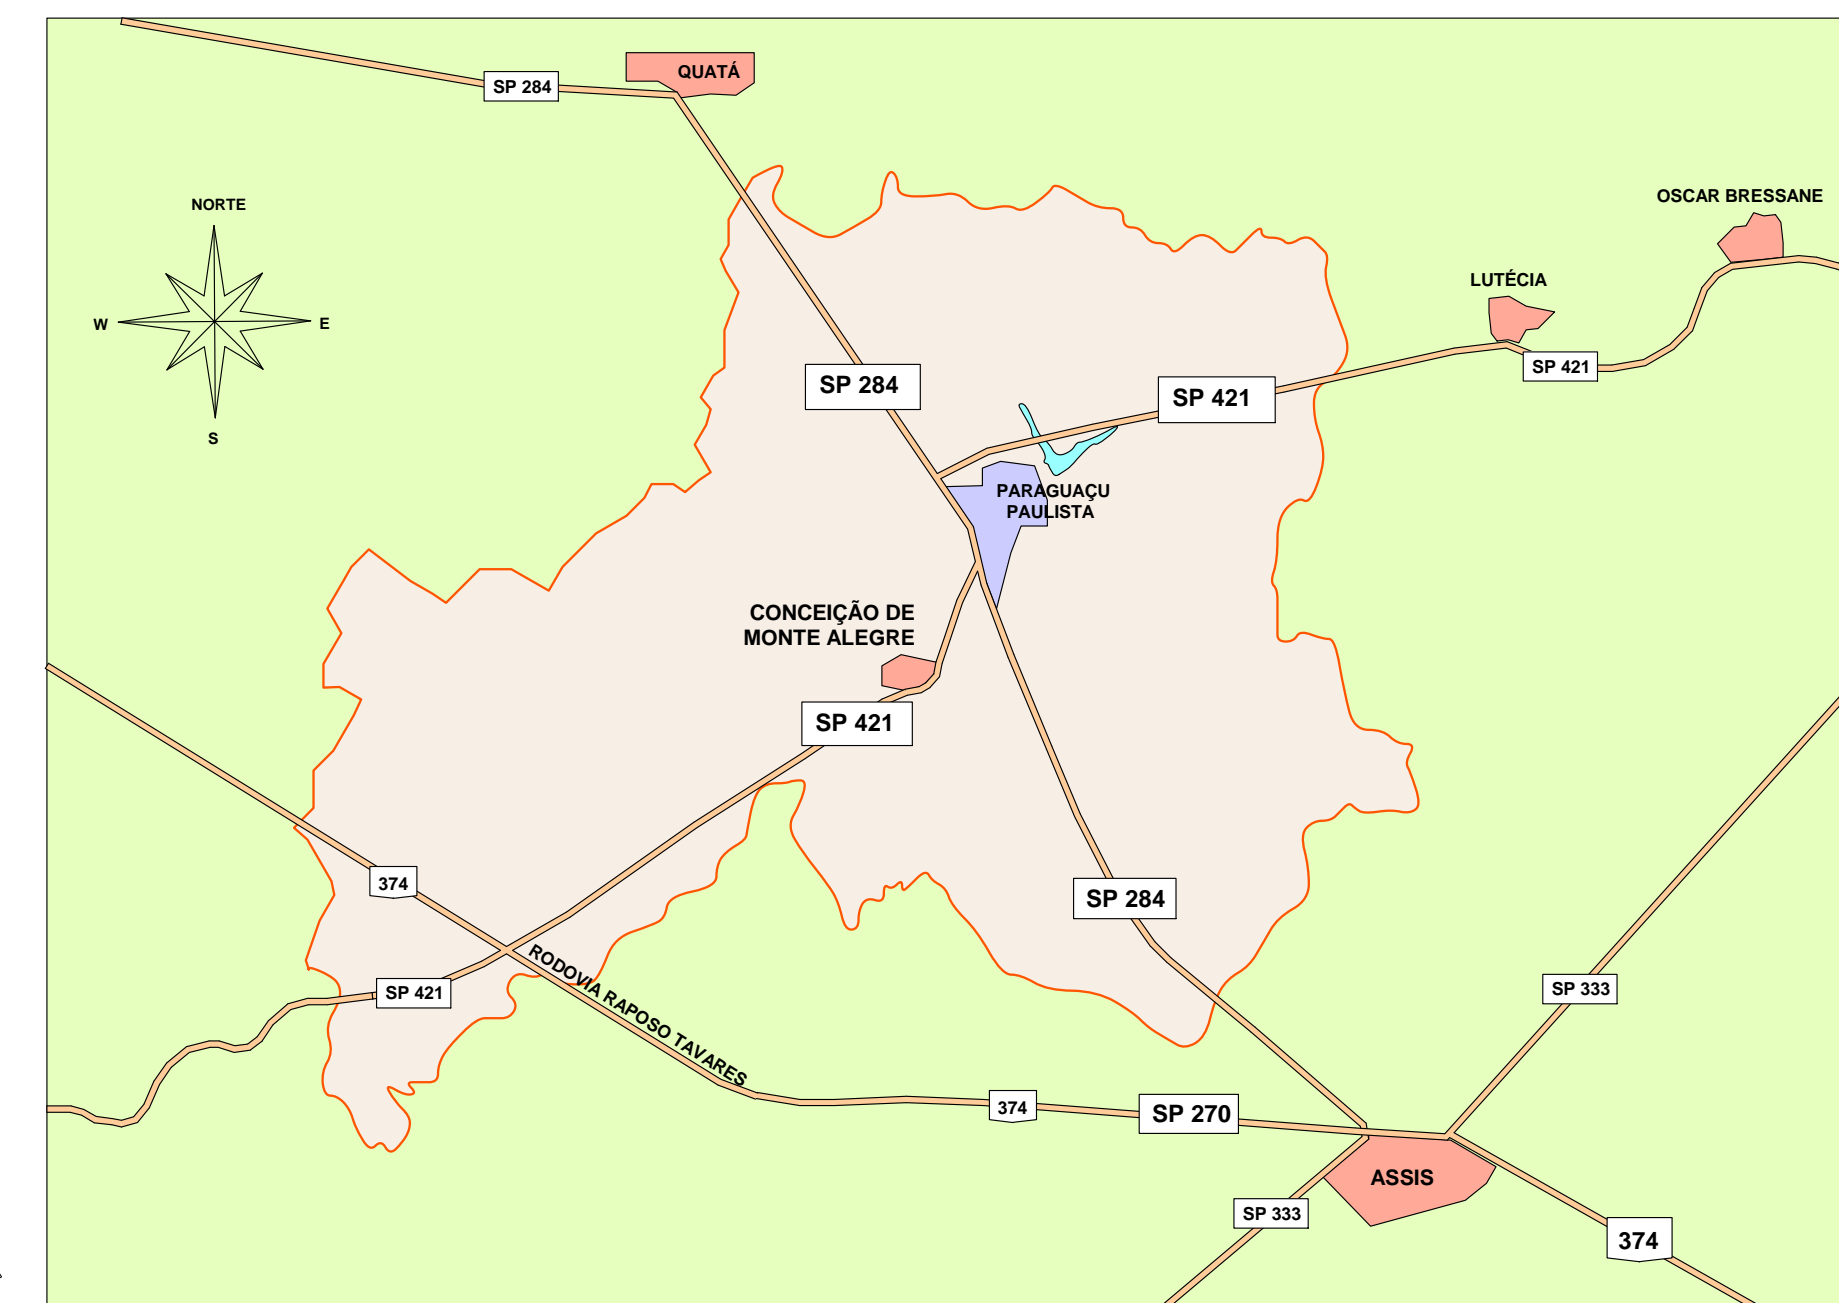 QUATÁ
SP 284
OSCAR BRESSANE
NORTE
LUTÉCIA
W
E
SP 421
SP 284
SP 421
S
PARAGUAÇU
PAULISTA
CONCEIÇÃO DE
MONTE ALEGRE
SP 421
374
SP 284
RODOVIA RAPOSO TAVARES
SP 421
SP 333
374
SP 270
ASSIS
SP 333
374